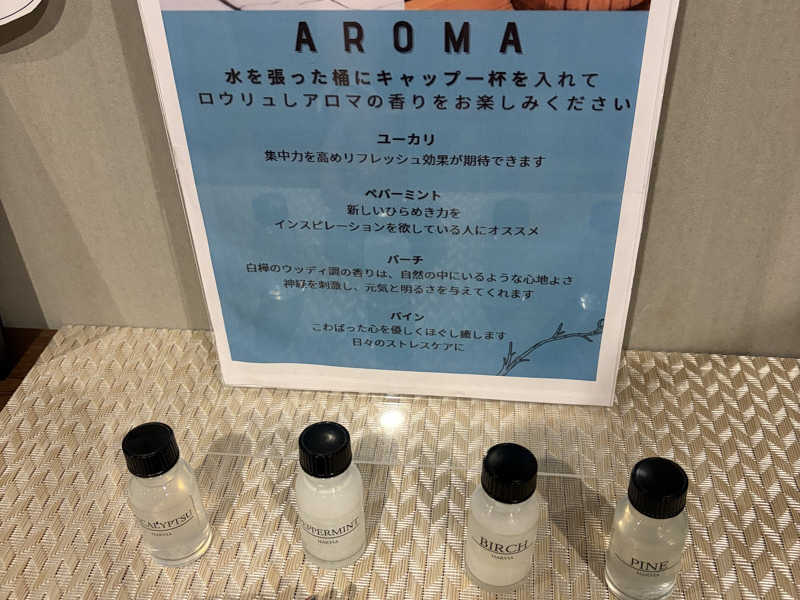 AROMA
水を張った桶にキャップ一杯を入れて
ロウリュしアロマの香りをお楽しみください
ユーカリ
集中力を高めリフレッシュ効果が期待できます
ペパーミント
新しいひらめき力を
インスピレーションを欲している人にオススメ
バーチ
白樺のウッディ調の香りは、自然の中にいるような心地よさ
神経を刺激し、元気と明るさを与えてくれます
パイン
こわばった心を優しくほぐし癒します
日々のストレスケアに
CALYPTSU
HARVIA
PEPPERMINT
HARVIA
BIRCH
HARVIA
PINE
HARVIA